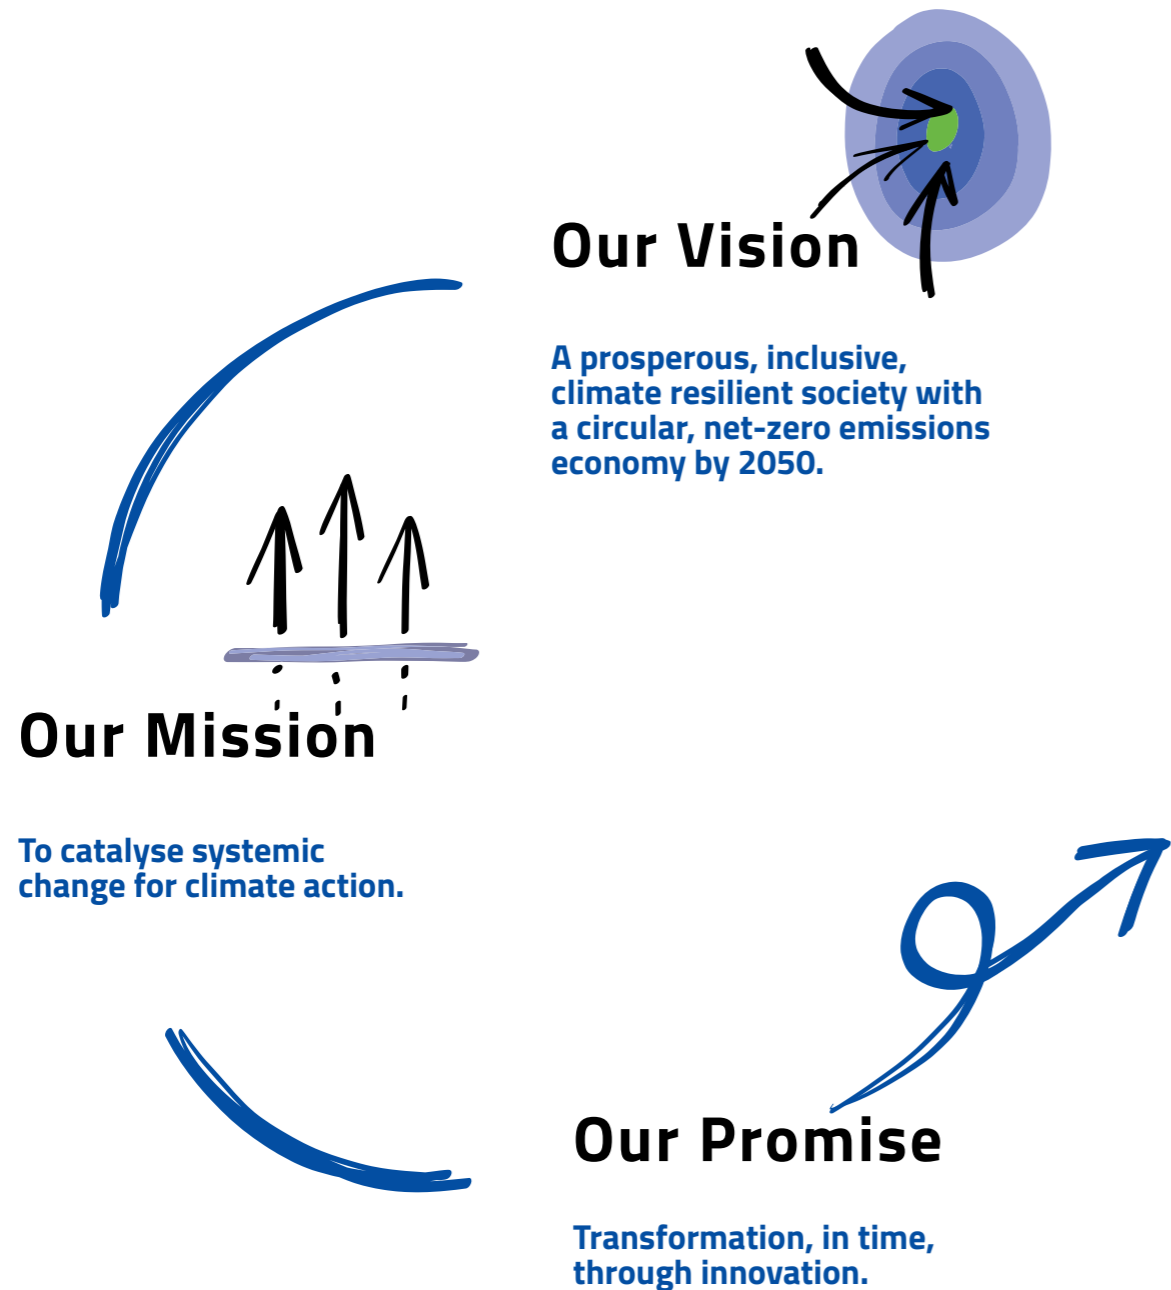 Our Vision
A prosperous, inclusive,
climate resilient society with
a circular, net-zero emissions
economy by 2050.
Our Mission
To catalyse systemic
change for climate action.
Our Promise
Transformation, in time,
through innovation.